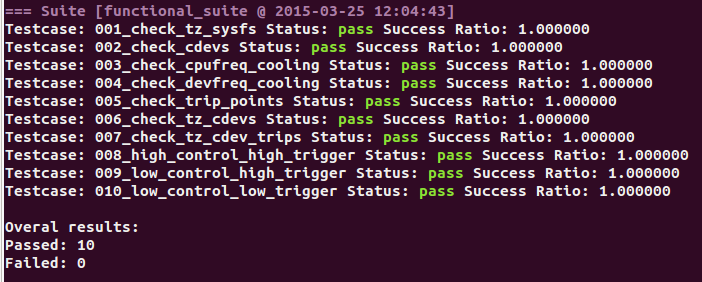 === Suite [functional_suite @ 2015-03-25 12:04:43]
Testcase: 001_check_tz_sysfs Status: pass Success Ratio: 1.000000
Testcase: 002_check_cdevs Status: pass Success Ratio: 1.000000
Testcase: 003_check_cpufreq_cooling Status: pass Success Ratio: 1.000000
Testcase: 004_check_devfreq_cooling Status: pass Success Ratio: 1.000000
Testcase: 005_check_trip_points Status: pass Success Ratio: 1.000000
Testcase: 006_check_tz_cdevs Status: pass Success Ratio: 1.000000
Testcase: 007_check_tz_cdev_trips Status: pass Success Ratio: 1.000000
Testcase: 008_high_control_high_trigger Status: pass Success Ratio: 1.000000
Testcase: 009_low_control_high_trigger Status: pass Success Ratio: 1.000000
Testcase: 010_low_control_low_trigger Status: pass Success Ratio: 1.000000
Overal results:
Passed: 10
Failed: 0